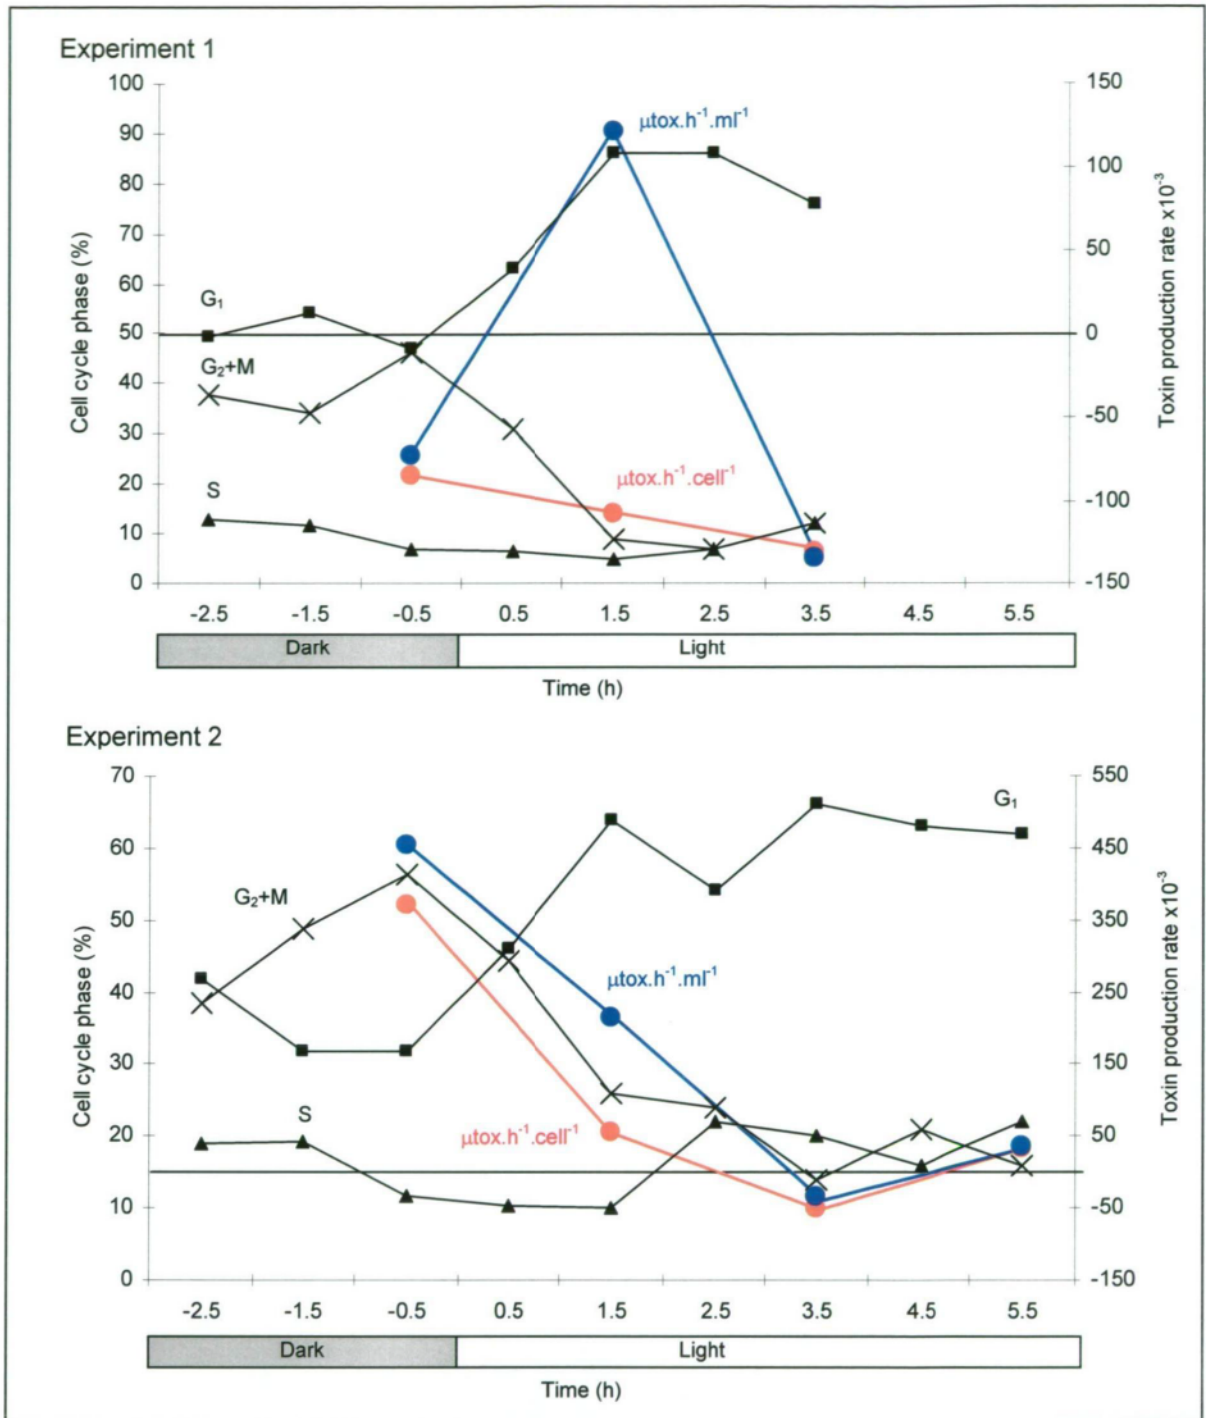 Experiment 1
100
90
80
70
60
50
40
30
20
10
0
Cell cycle phase (%)
150
100
50
0
-50
-100
-150
Toxin production rate x10⁻³
µtox.h⁻¹.ml⁻¹
G₁
G₂+M
µtox.h⁻¹.cell⁻¹
S
-2.5 -1.5 -0.5 0.5 1.5 2.5 3.5 4.5 5.5
Dark Light
Time (h)
Experiment 2
70
60
50
40
30
20
10
0
Cell cycle phase (%)
550
450
350
250
150
50
-50
-150
Toxin production rate x10⁻³
G₁
G₂+M
µtox.h⁻¹.ml⁻¹
S
µtox.h⁻¹.cell⁻¹
-2.5 -1.5 -0.5 0.5 1.5 2.5 3.5 4.5 5.5
Dark Light
Time (h)